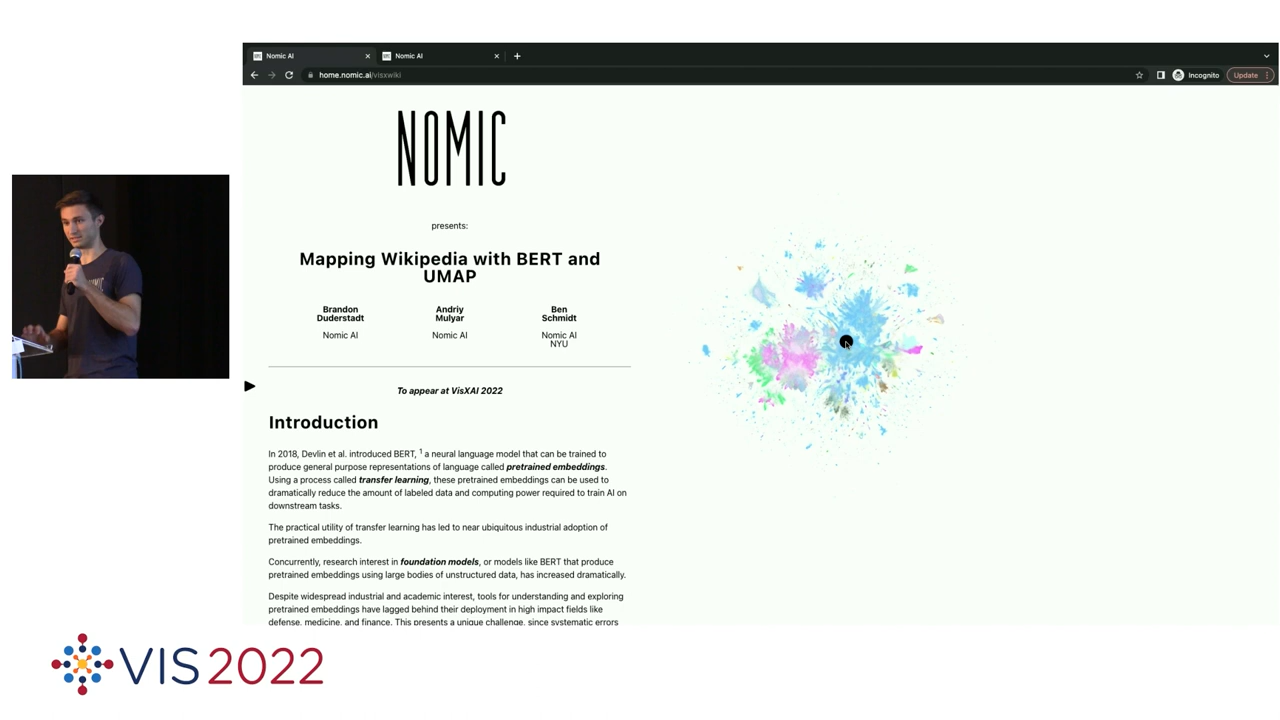 Nomic AI
Nomic AI
home.nomic.ai/visxwiki
Incognito
Update
NOMIC
presents:
Mapping Wikipedia with BERT and
UMAP
Brandon
Duderstadt
Nomic AI
Andriy
Mulyar
Nomic AI
Ben
Schmidt
Nomic AI
NYU
To appear at VisXAI 2022
Introduction
In 2018, Devlin et al. introduced BERT, 1 a neural language model that can be trained to
produce general purpose representations of language called pretrained embeddings.
Using a process called transfer learning, these pretrained embeddings can be used to
dramatically reduce the amount of labeled data and computing power required to train AI on
downstream tasks.
The practical utility of transfer learning has led to near ubiquitous industrial adoption of
pretrained embeddings.
Concurrently, research interest in foundation models, or models like BERT that produce
pretrained embeddings using large bodies of unstructured data, has increased dramatically.
Despite widespread industrial and academic interest, tools for understanding and exploring
pretrained embeddings have lagged behind their deployment in high impact fields like
defense, medicine, and finance. This presents a unique challenge, since systematic errors
VIS2022